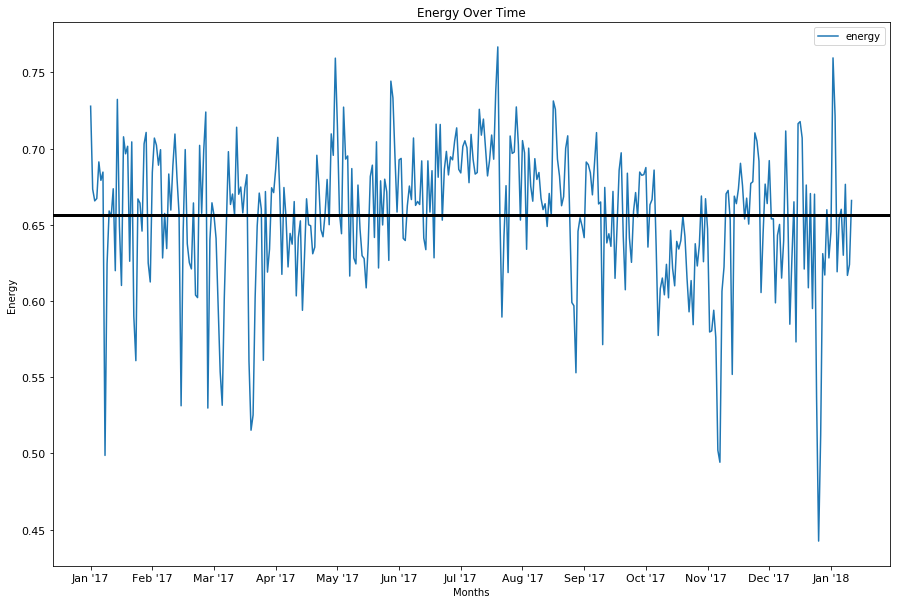 Energy Over Time
energy
Energy
0.75
0.70
0.65
0.60
0.55
0.50
0.45
Jan '17 Feb '17 Mar '17 Apr '17 May '17 Jun '17 Jul '17 Aug '17 Sep '17 Oct '17 Nov '17 Dec '17 Jan '18
Months